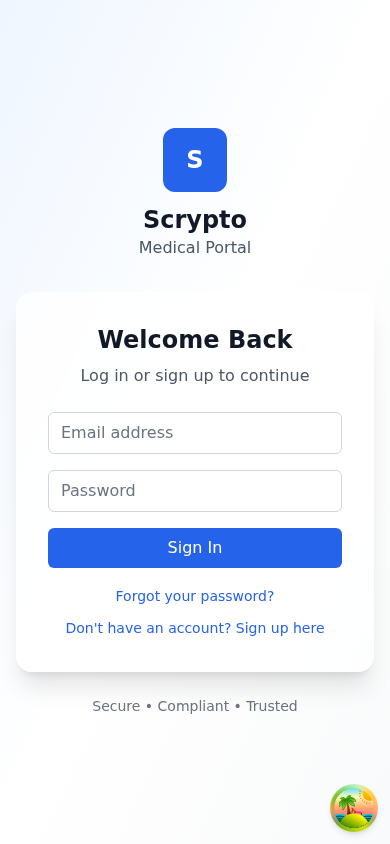 S
Scrypto
Medical Portal
Welcome Back
Log in or sign up to continue
Email address
Password
Sign In
Forgot your password?
Don't have an account? Sign up here
Secure • Compliant • Trusted